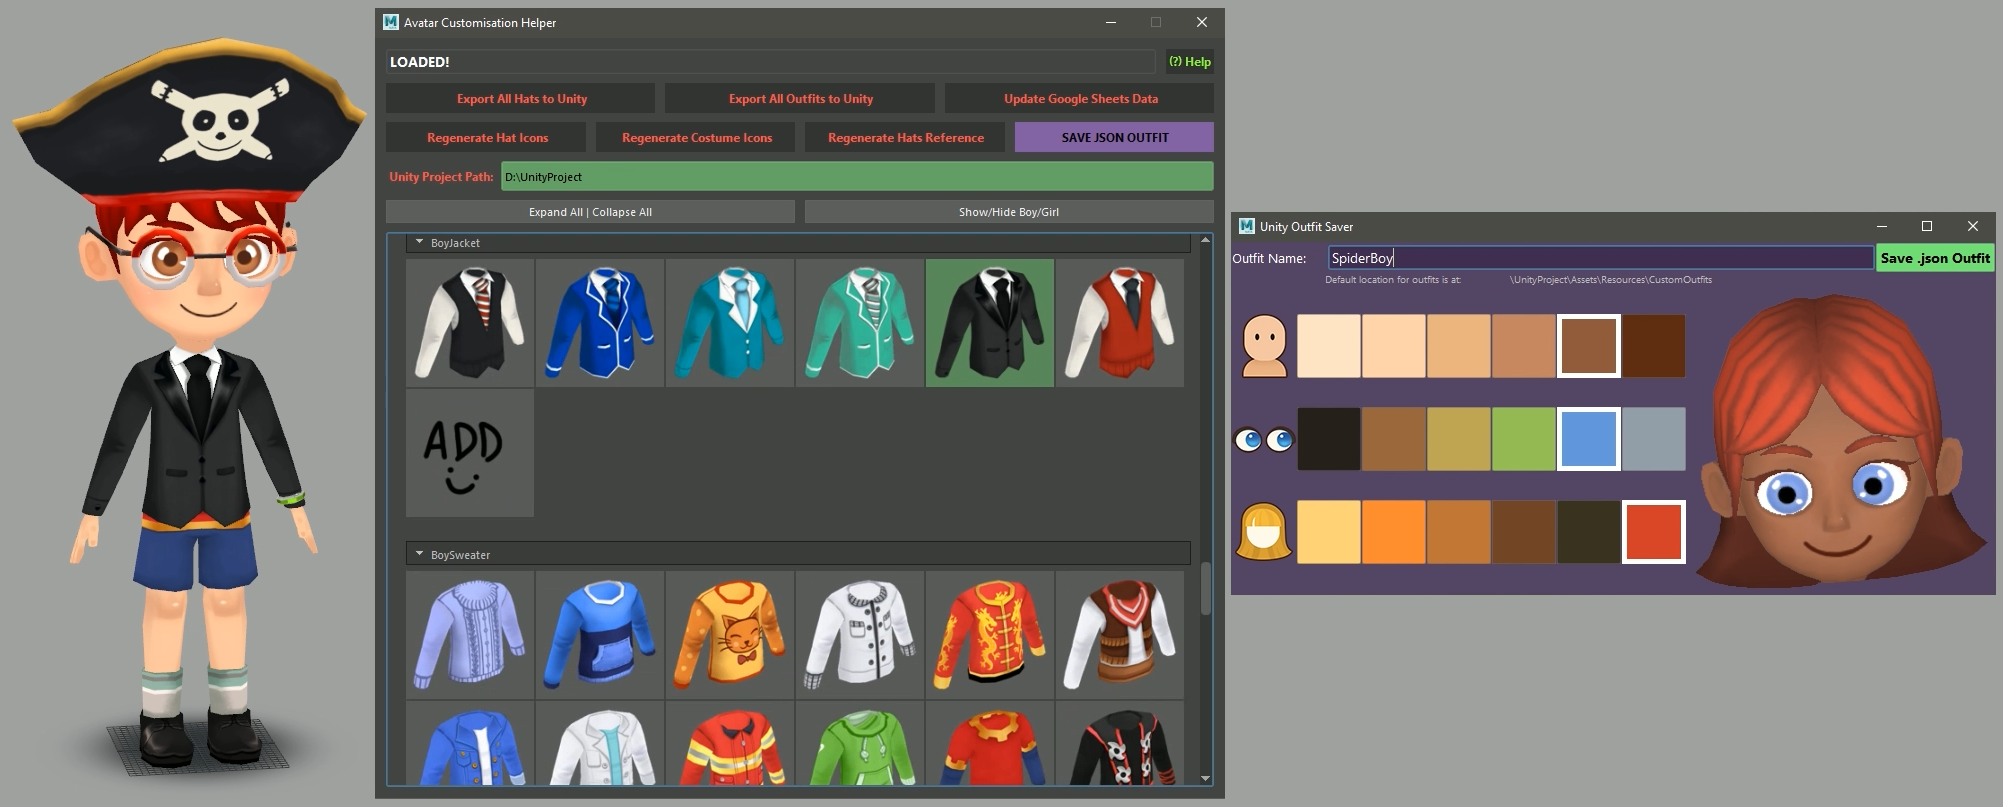 Avatar Customisation Helper
LOADED!
(?) Help
Export All Hats to Unity
Export All Outfits to Unity
Update Google Sheets Data
Regenerate Hat Icons
Regenerate Costume Icons
Regenerate Hats Reference
SAVE JSON OUTFIT
Unity Project Path: D:\UnityProject
Expand All | Collapse All
Show/Hide Boy/Girl
BoyJacket
ADD
BoySweater
Unity Outfit Saver
Outfit Name: SpiderBoy
Save .json Outfit
Default location for outfits is at: \UnityProject\Assets\Resources\CustomOutfits